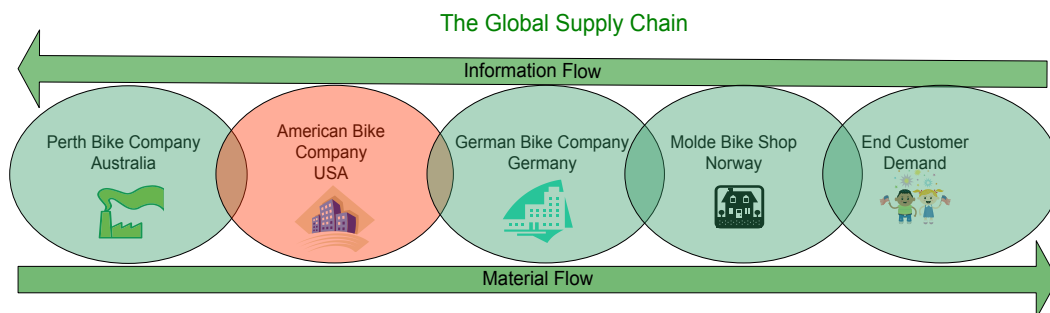 The Global Supply Chain
Information Flow
Perth Bike Company
Australia
American Bike
Company
USA
German Bike Company
Germany
Molde Bike Shop
Norway
End Customer
Demand
Material Flow